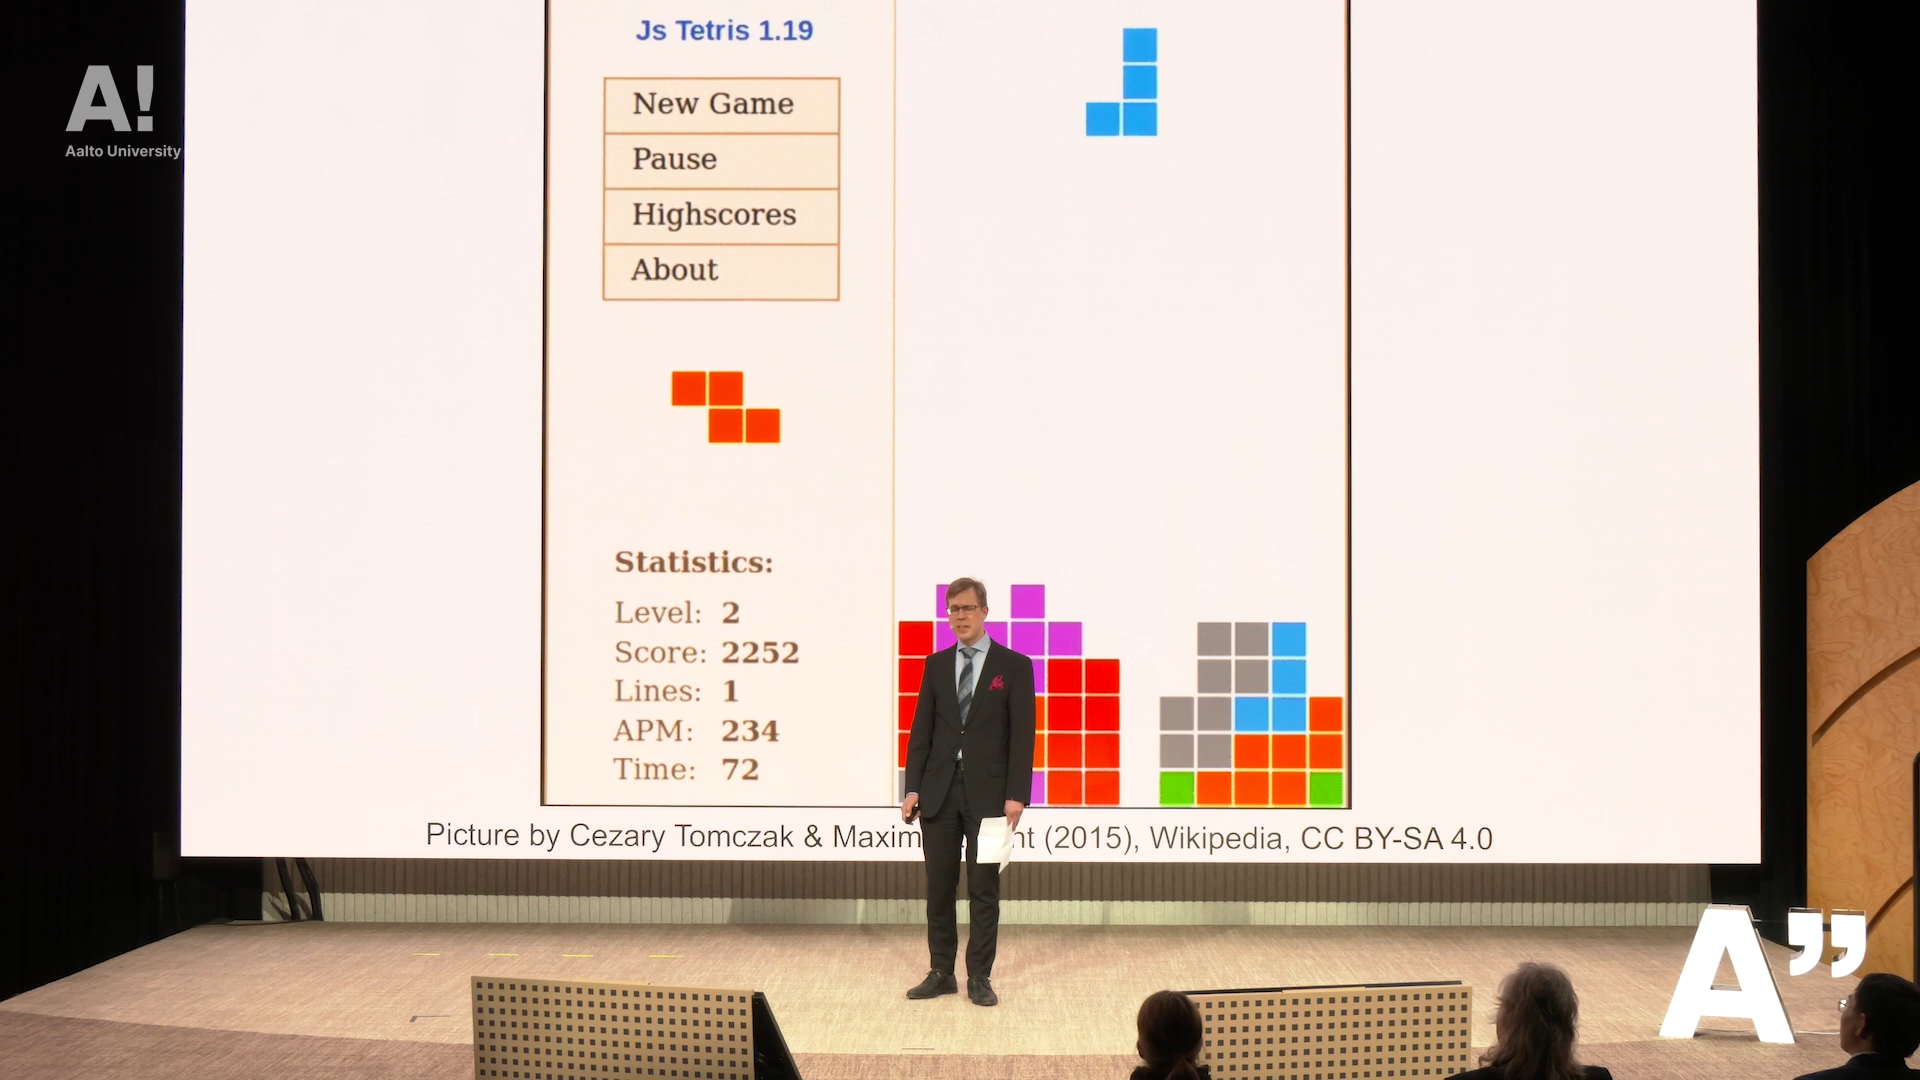 A!
Aalto University
Js Tetris 1.19
New Game
Pause
Highscores
About
Statistics:
Level: 2
Score: 2252
Lines: 1
APM: 234
Time: 72
Picture by Cezary Tomczak & Maxim nt (2015), Wikipedia, CC BY-SA 4.0
A”